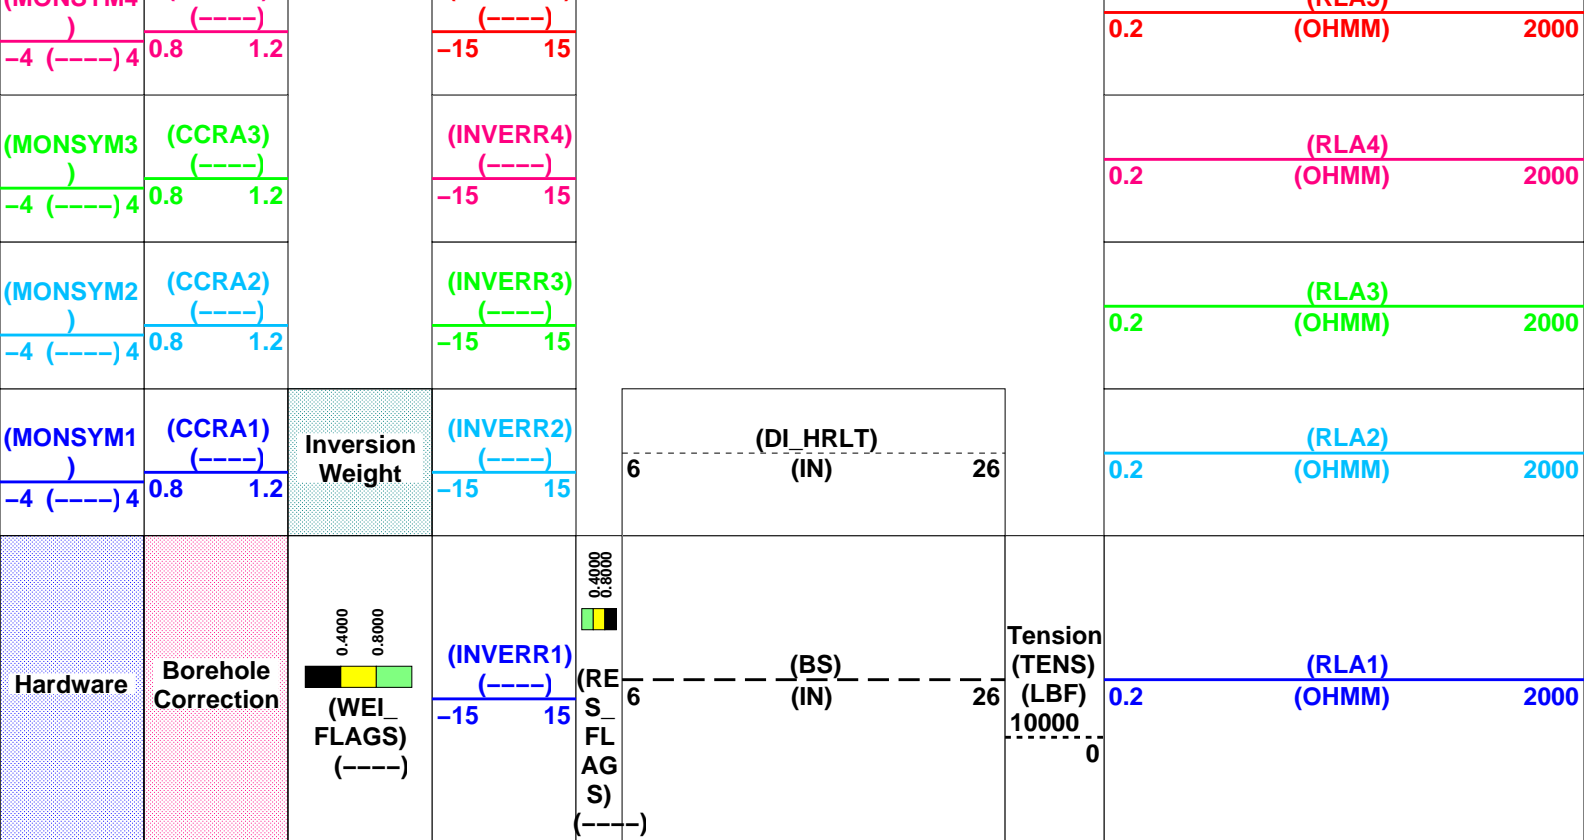 (MONSYM4
)
−4 (−−−−) 4
(−−−−)
0.8 1.2
(−−−−)
−15 15
(RLA5)
0.2 (OHMM) 2000
(MONSYM3
)
−4 (−−−−) 4
(CCRA3)
(−−−−)
0.8 1.2
(INVERR4)
(−−−−)
−15 15
(RLA4)
0.2 (OHMM) 2000
(MONSYM2
)
−4 (−−−−) 4
(CCRA2)
(−−−−)
0.8 1.2
(INVERR3)
(−−−−)
−15 15
(RLA3)
0.2 (OHMM) 2000
(MONSYM1
)
−4 (−−−−) 4
(CCRA1)
(−−−−)
0.8 1.2
Inversion
Weight
(INVERR2)
(−−−−)
−15 15
(DI_HRLT)
6 (IN) 26
(RLA2)
0.2 (OHMM) 2000
Hardware
Borehole
Correction
0.4000
0.8000
(WEI_
FLAGS)
(−−−−)
(INVERR1)
(−−−−)
−15 15
0.4000
0.8000
(RE
S_
FL
AG
S)
(−−−−)
(BS)
6 (IN) 26
Tension
(TENS)
(LBF)
10000
0
(RLA1)
0.2 (OHMM) 2000